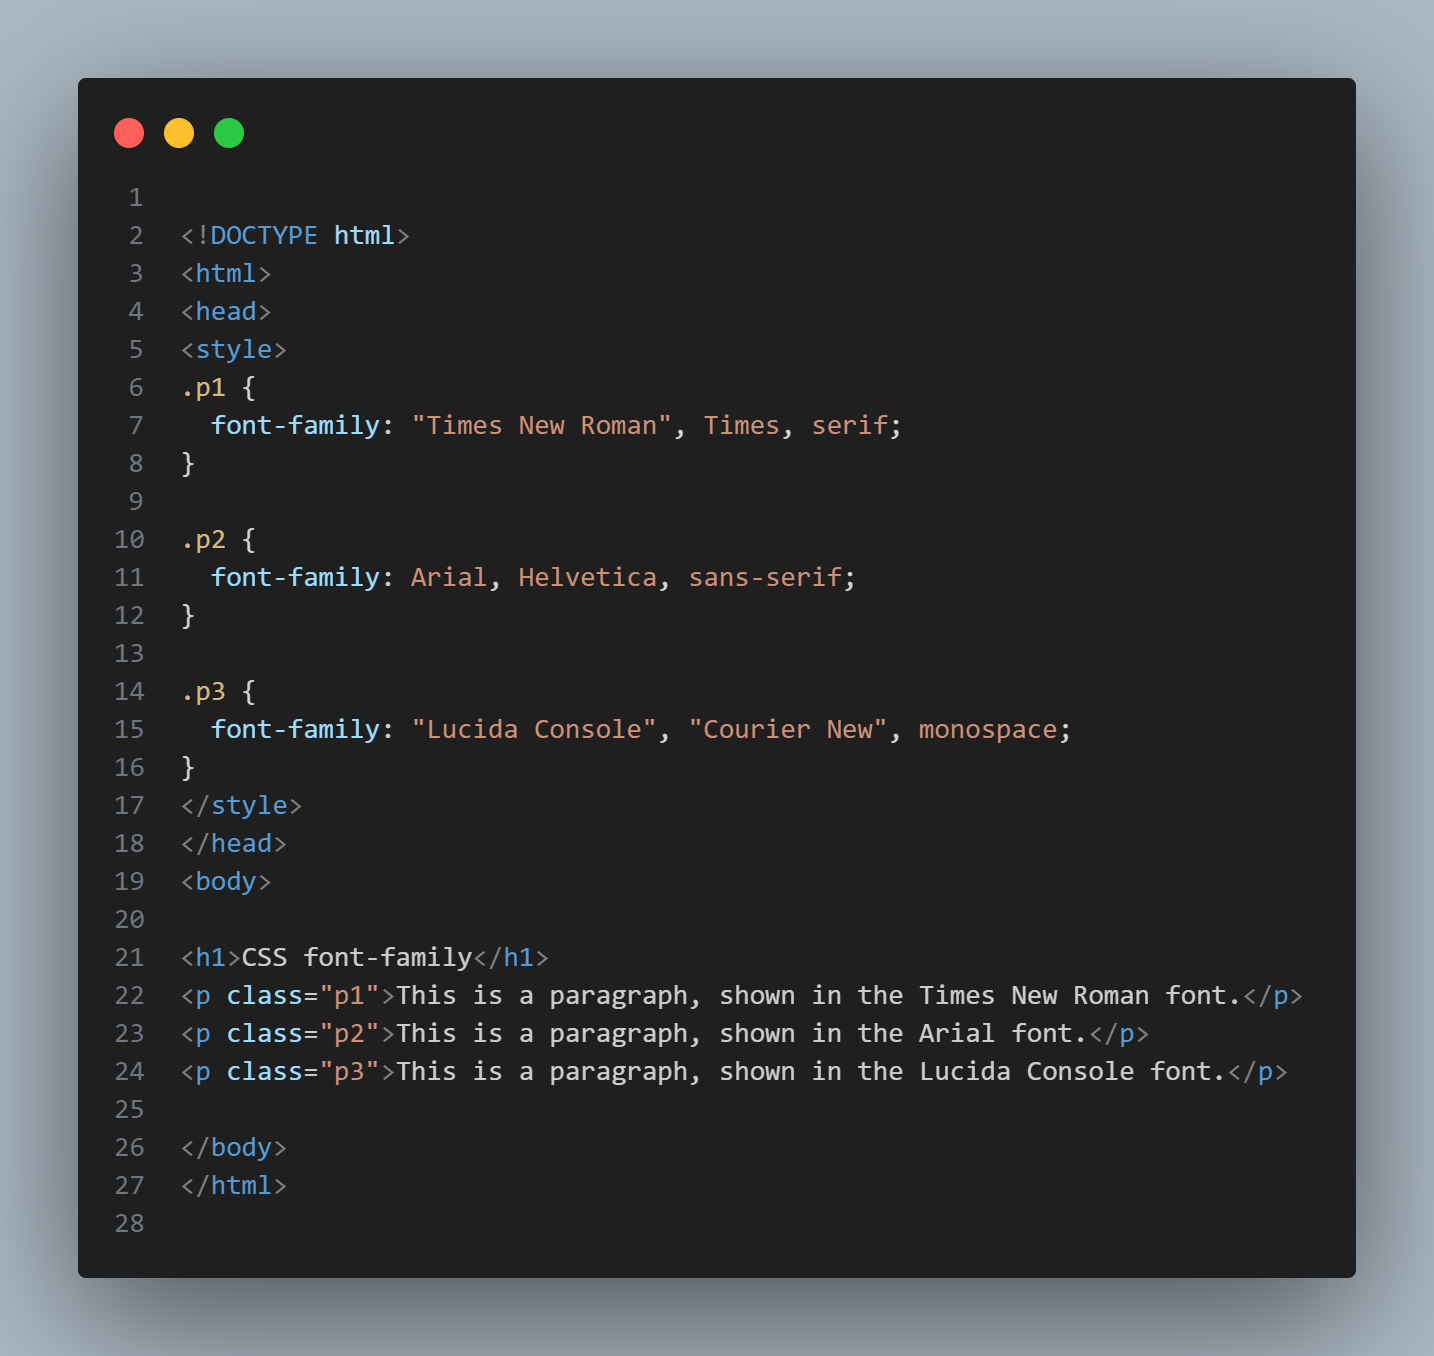 1
2 <!DOCTYPE html>
3 <html>
4 <head>
5 <style>
6 .p1 {
7   font-family: "Times New Roman", Times, serif;
8 }
9
10 .p2 {
11   font-family: Arial, Helvetica, sans-serif;
12 }
13
14 .p3 {
15   font-family: "Lucida Console", "Courier New", monospace;
16 }
17 </style>
18 </head>
19 <body>
20
21 <h1>CSS font-family</h1>
22 <p class="p1">This is a paragraph, shown in the Times New Roman font.</p>
23 <p class="p2">This is a paragraph, shown in the Arial font.</p>
24 <p class="p3">This is a paragraph, shown in the Lucida Console font.</p>
25
26 </body>
27 </html>
28